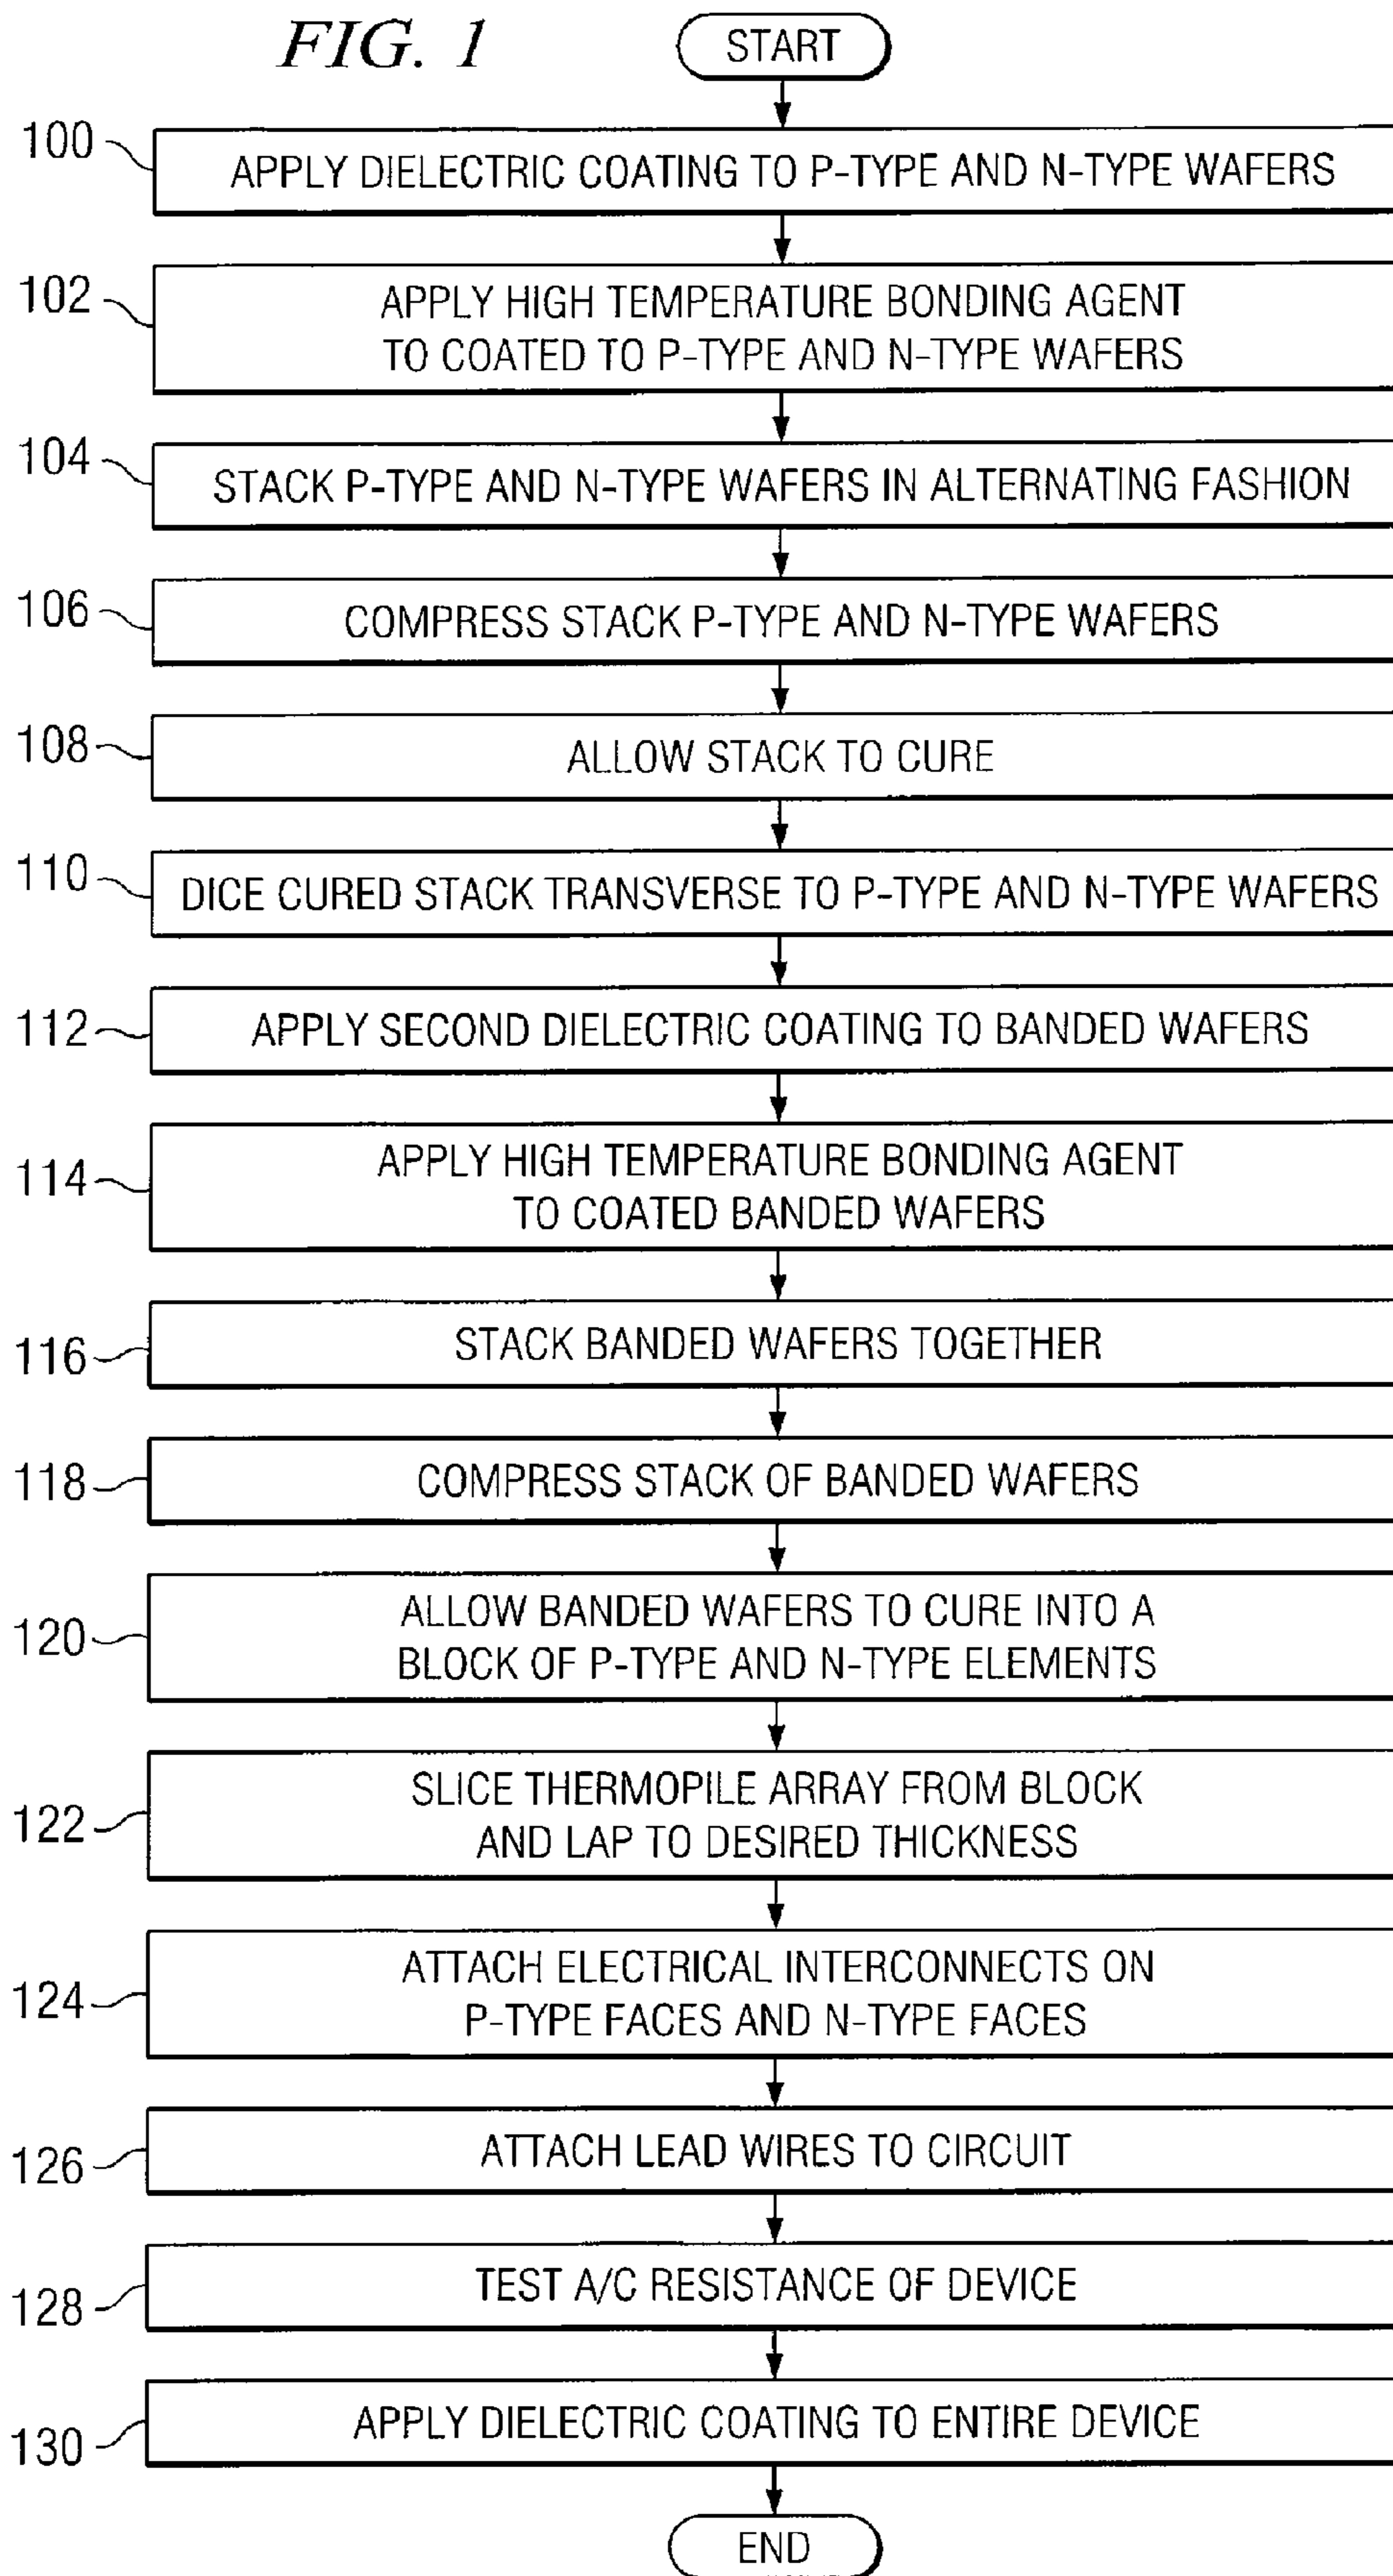 FIG. 1
START
100
APPLY DIELECTRIC COATING TO P-TYPE AND N-TYPE WAFERS
102
APPLY HIGH TEMPERATURE BONDING AGENT
TO COATED TO P-TYPE AND N-TYPE WAFERS
104
STACK P-TYPE AND N-TYPE WAFERS IN ALTERNATING FASHION
106
COMPRESS STACK P-TYPE AND N-TYPE WAFERS
108
ALLOW STACK TO CURE
110
DICE CURED STACK TRANSVERSE TO P-TYPE AND N-TYPE WAFERS
112
APPLY SECOND DIELECTRIC COATING TO BANDED WAFERS
114
APPLY HIGH TEMPERATURE BONDING AGENT
TO COATED BANDED WAFERS
116
STACK BANDED WAFERS TOGETHER
118
COMPRESS STACK OF BANDED WAFERS
120
ALLOW BANDED WAFERS TO CURE INTO A
BLOCK OF P-TYPE AND N-TYPE ELEMENTS
122
SLICE THERMOPILE ARRAY FROM BLOCK
AND LAP TO DESIRED THICKNESS
124
ATTACH ELECTRICAL INTERCONNECTS ON
P-TYPE FACES AND N-TYPE FACES
126
ATTACH LEAD WIRES TO CIRCUIT
128
TEST A/C RESISTANCE OF DEVICE
130
APPLY DIELECTRIC COATING TO ENTIRE DEVICE
END